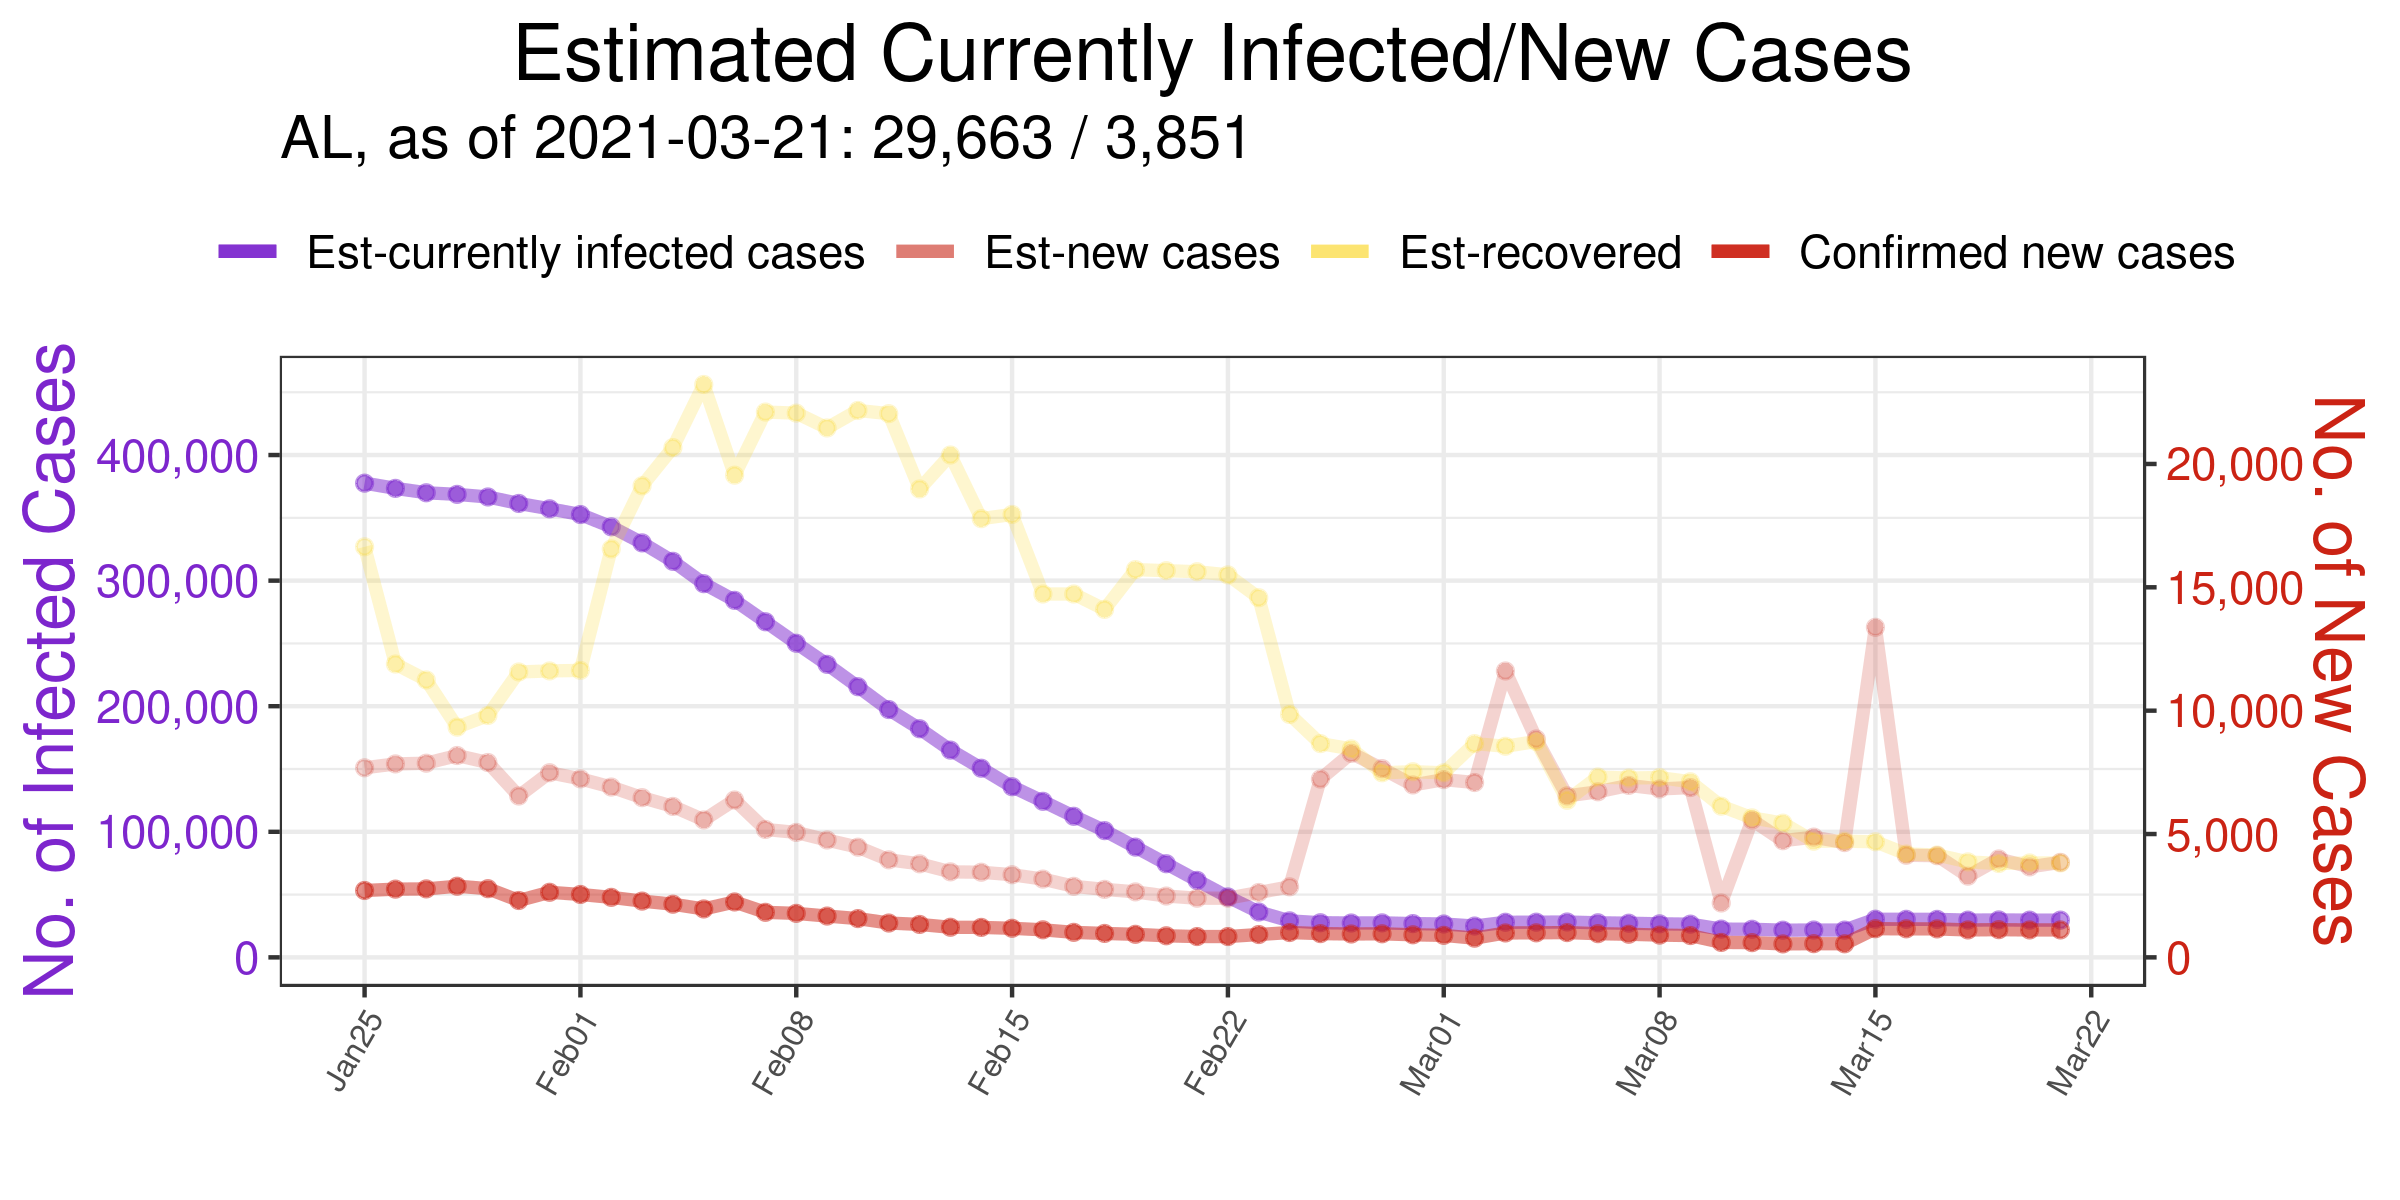 Estimated Currently Infected/New Cases
AL, as of 2021-03-21: 29,663 / 3,851
Est-currently infected cases Est-new cases Est-recovered Confirmed new cases
No. of Infected Cases
400,000
300,000
200,000
100,000
0
20,000
15,000
10,000
5,000
0
No. of New Cases
Jan25 Feb01 Feb08 Feb15 Feb22 Mar01 Mar08 Mar15 Mar22